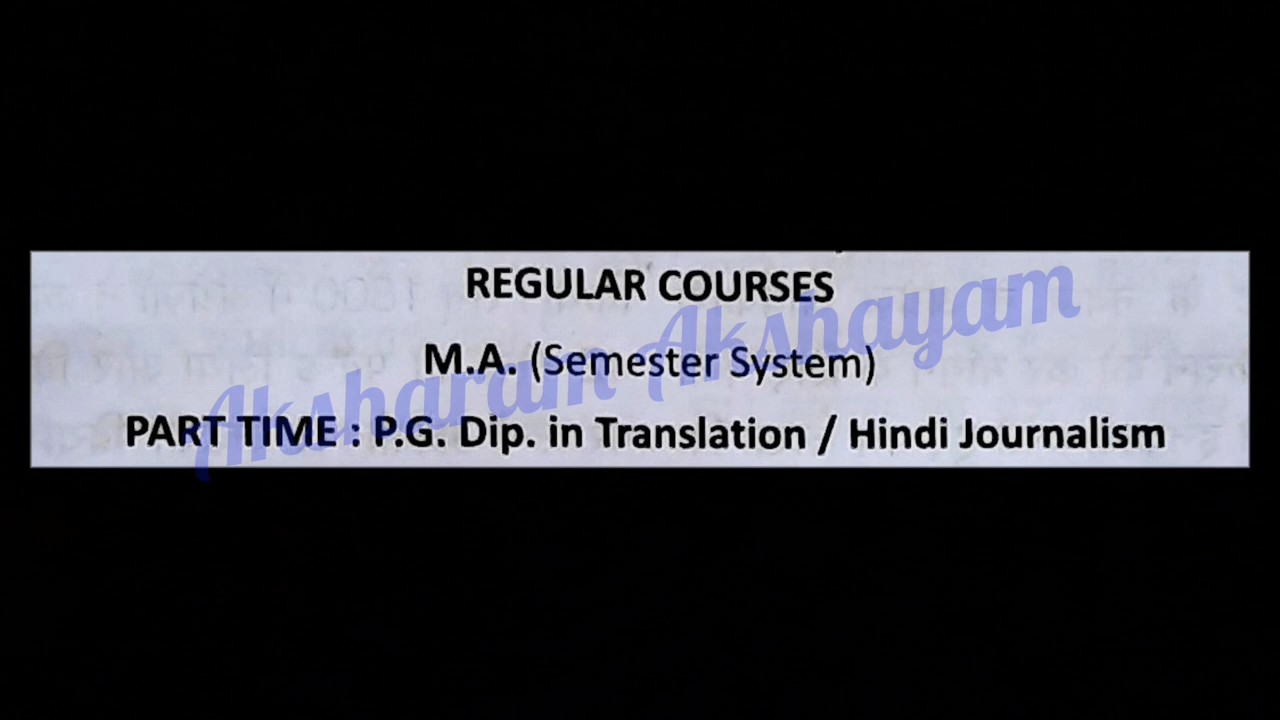 REGULAR COURSES
M.A. (Semester System)
PART TIME : P.G. Dip. in Translation / Hindi Journalism
Aksharam Akshayam